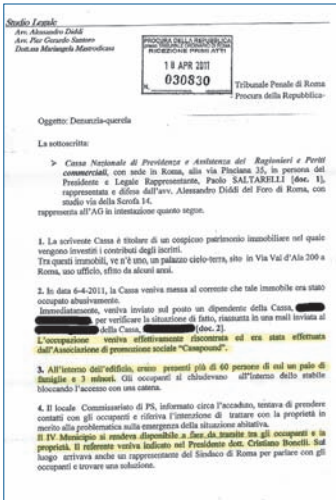 Studio Legale
Avv. Alessandro Diddi
Avv. Pier Gerardo Santoro
Dott.ssa Mariangela Mastrodicasa
PROCURA DELLA REPUBBLICA
RICEZIONE PRIMI ATTI
18 APR 2011
N. 030830
Tribunale Penale di Roma
Procura della Repubblica-
Oggetto: Denunzia-querela
La sottoscritta:
➤ Cassa Nazionale di Previdenza e Assistenza dei Ragionieri e Periti
commerciali, con sede in Roma, alla via Pinciana 35, in persona del
Presidente e Legale Rappresentante, Paolo SALTARELLI [doc. 1],
rappresentata e difesa dall'avv. Alessandro Diddi del Foro di Roma, con
studio via della Scrofa 14.
rappresenta all'AG in intestazione quanto segue.
1. La scrivente Cassa è titolare di un cospicuo patrimonio immobiliare nel quale
vengono investiti i contributi degli iscritti.
Tra questi immobili, ve n'è uno, un palazzo cielo-terra, sito in Via Val d'Ala 200 a
Roma, uso ufficio, sfitto da alcuni anni.
2. In data 6-4-2011, la Cassa veniva messa al corrente che tale immobile era stato
occupato abusivamente.
Immediatamente, veniva inviato sul posto un dipendente della Cassa,
per verificare la situazione di fatto, riassunta in una mail inviata al
della Cassa, [doc. 2].
L'occupazione veniva effettivamente riscontrata ed era stata effettuata
dall'Associazione di promozione sociale "Casapound".
3. All'interno dell'edificio, erano presenti più di 60 persone di cui un paio di
famiglie e 3 minori. Gli occupanti si chiudevano all'interno dello stabile
bloccando l'accesso con una catena.
4. Il locale Commissariato di PS, informato circa l'accaduto, tentava di prendere
contatti con gli occupanti e riferiva l'intenzione di trattare con la proprietà in
merito alla problematica sulla emergenza della situazione abitativa.
Il IV Municipio si rendeva disponibile a fare da tramite tra gli occupanti e la
proprietà. Il referente veniva indicato nel Presidente dott. Cristiano Bonelli. Sul
luogo arrivava anche un rappresentante del Sindaco di Roma per parlare con gli
occupanti e trovare una soluzione.